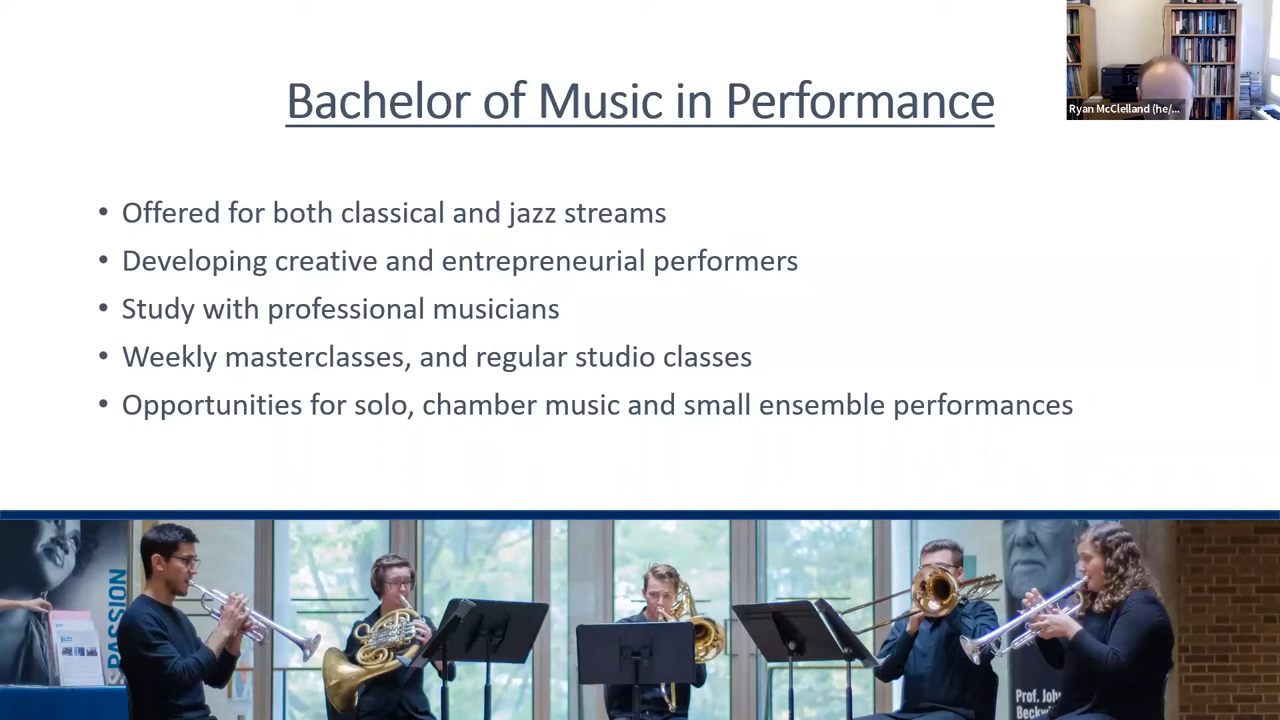 Bachelor of Music in Performance
Ryan McClelland (he/...
• Offered for both classical and jazz streams
• Developing creative and entrepreneurial performers
• Study with professional musicians
• Weekly masterclasses, and regular studio classes
• Opportunities for solo, chamber music and small ensemble performances
PASSION
Prof. John
Beckw